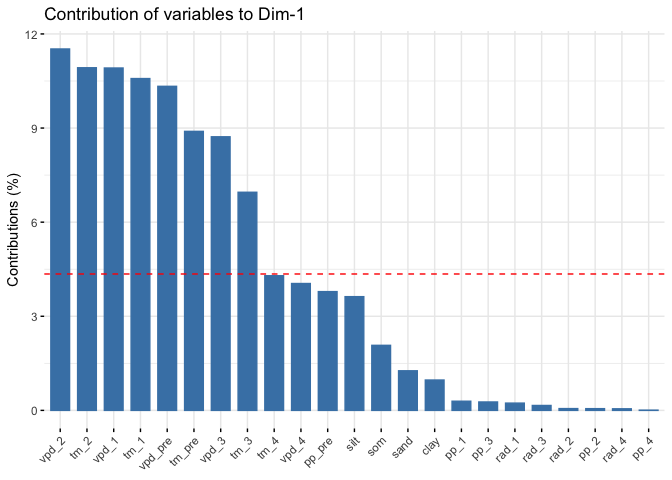 Contribution of variables to Dim-1
Contributions (%)
12
9
6
3
0
vpd_2
tm_2
vpd_1
tm_1
vpd_pre
tm_pre
vpd_3
tm_3
tm_4
vpd_4
pp_pre
silt
som
sand
clay
pp_1
pp_3
rad_1
rad_3
rad_2
pp_2
rad_4
pp_4